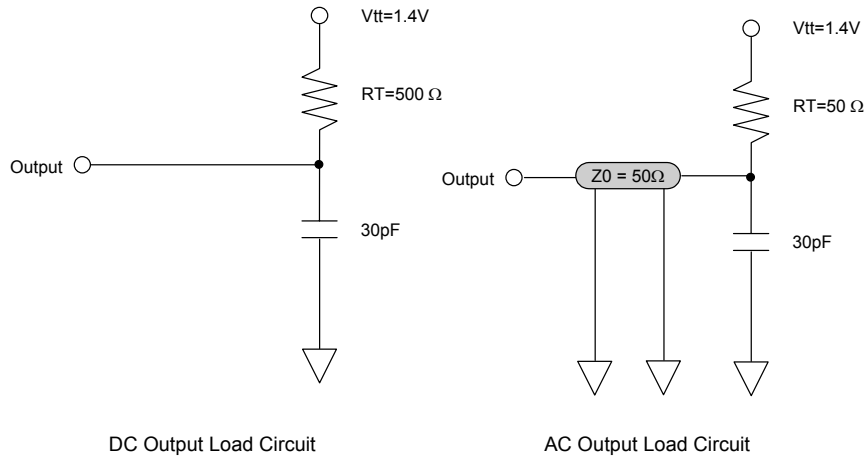 Vtt=1.4V
RT=500 Ω
Output
30pF
DC Output Load Circuit
Vtt=1.4V
RT=50 Ω
Output
Z0 = 50Ω
30pF
AC Output Load Circuit